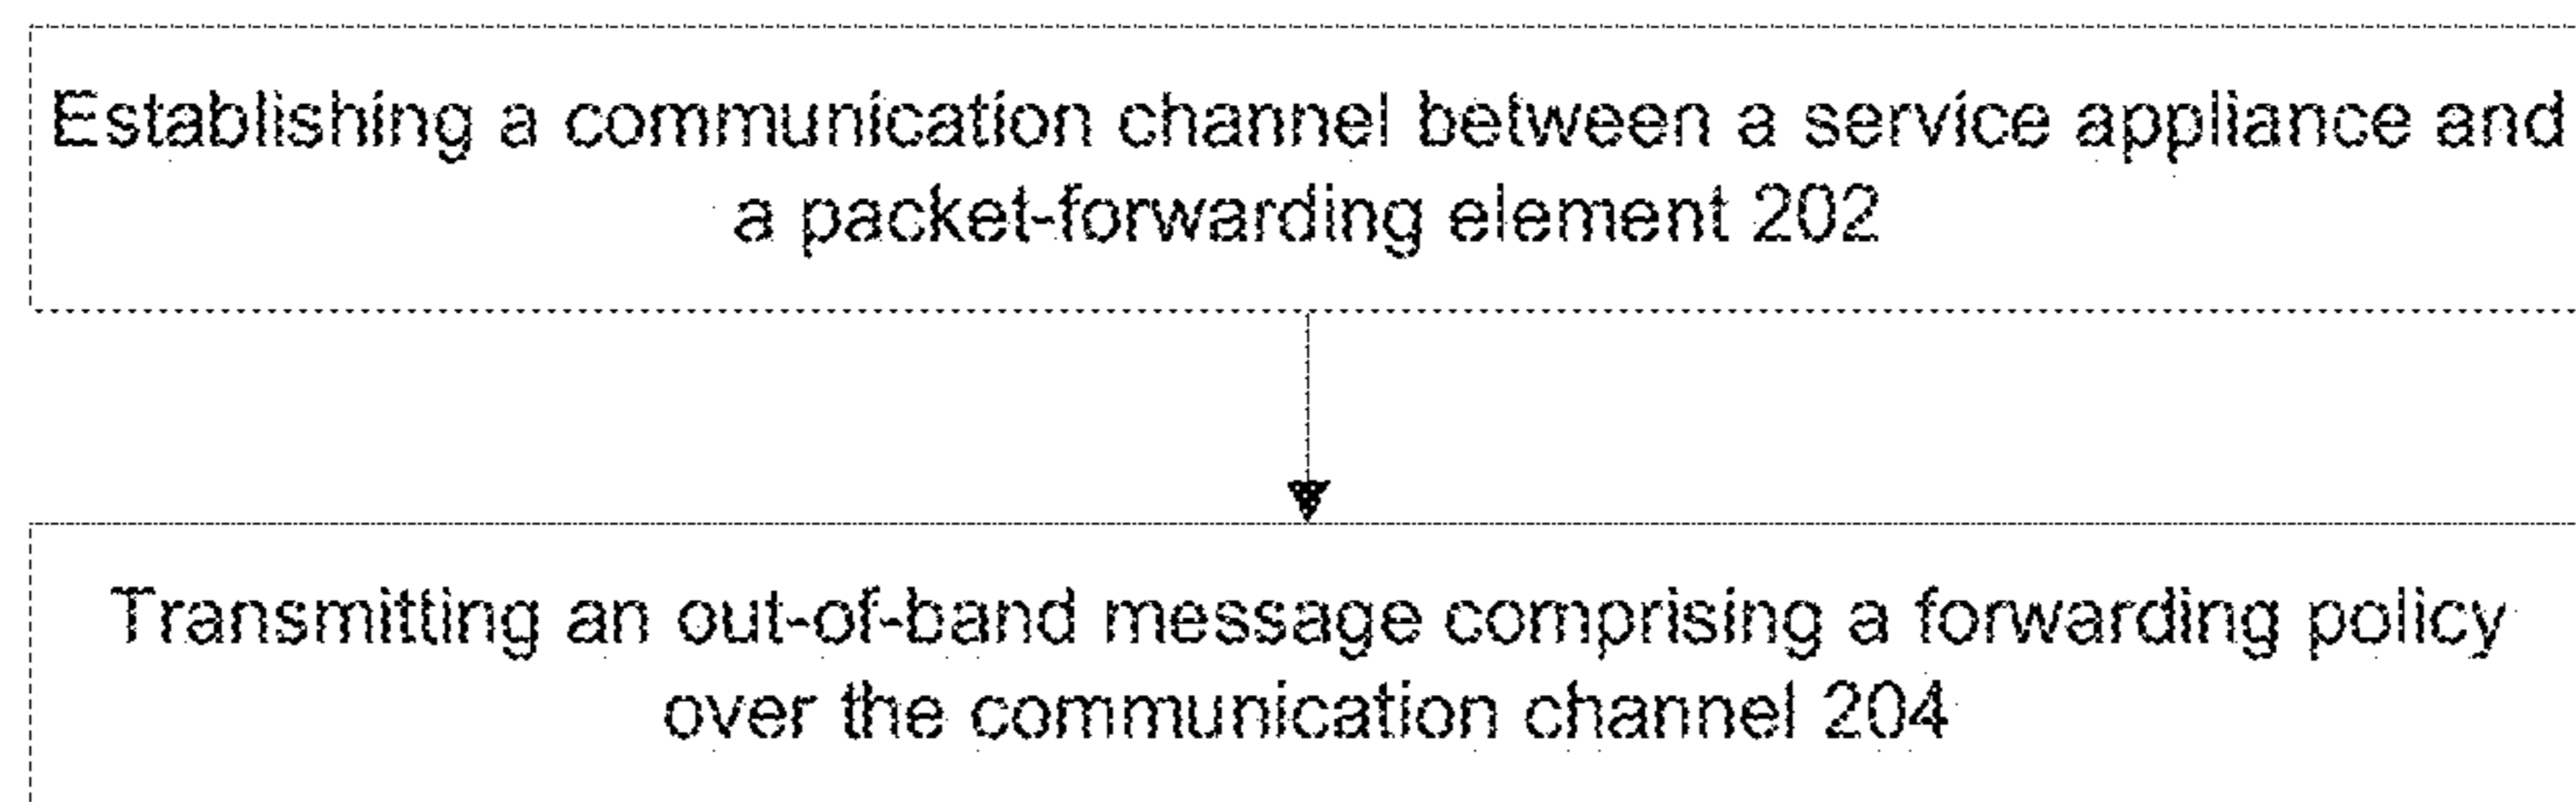 Establishing a communication channel between a service appliance and
a packet-forwarding element 202
Transmitting an out-of-band message comprising a forwarding policy
over the communication channel 204